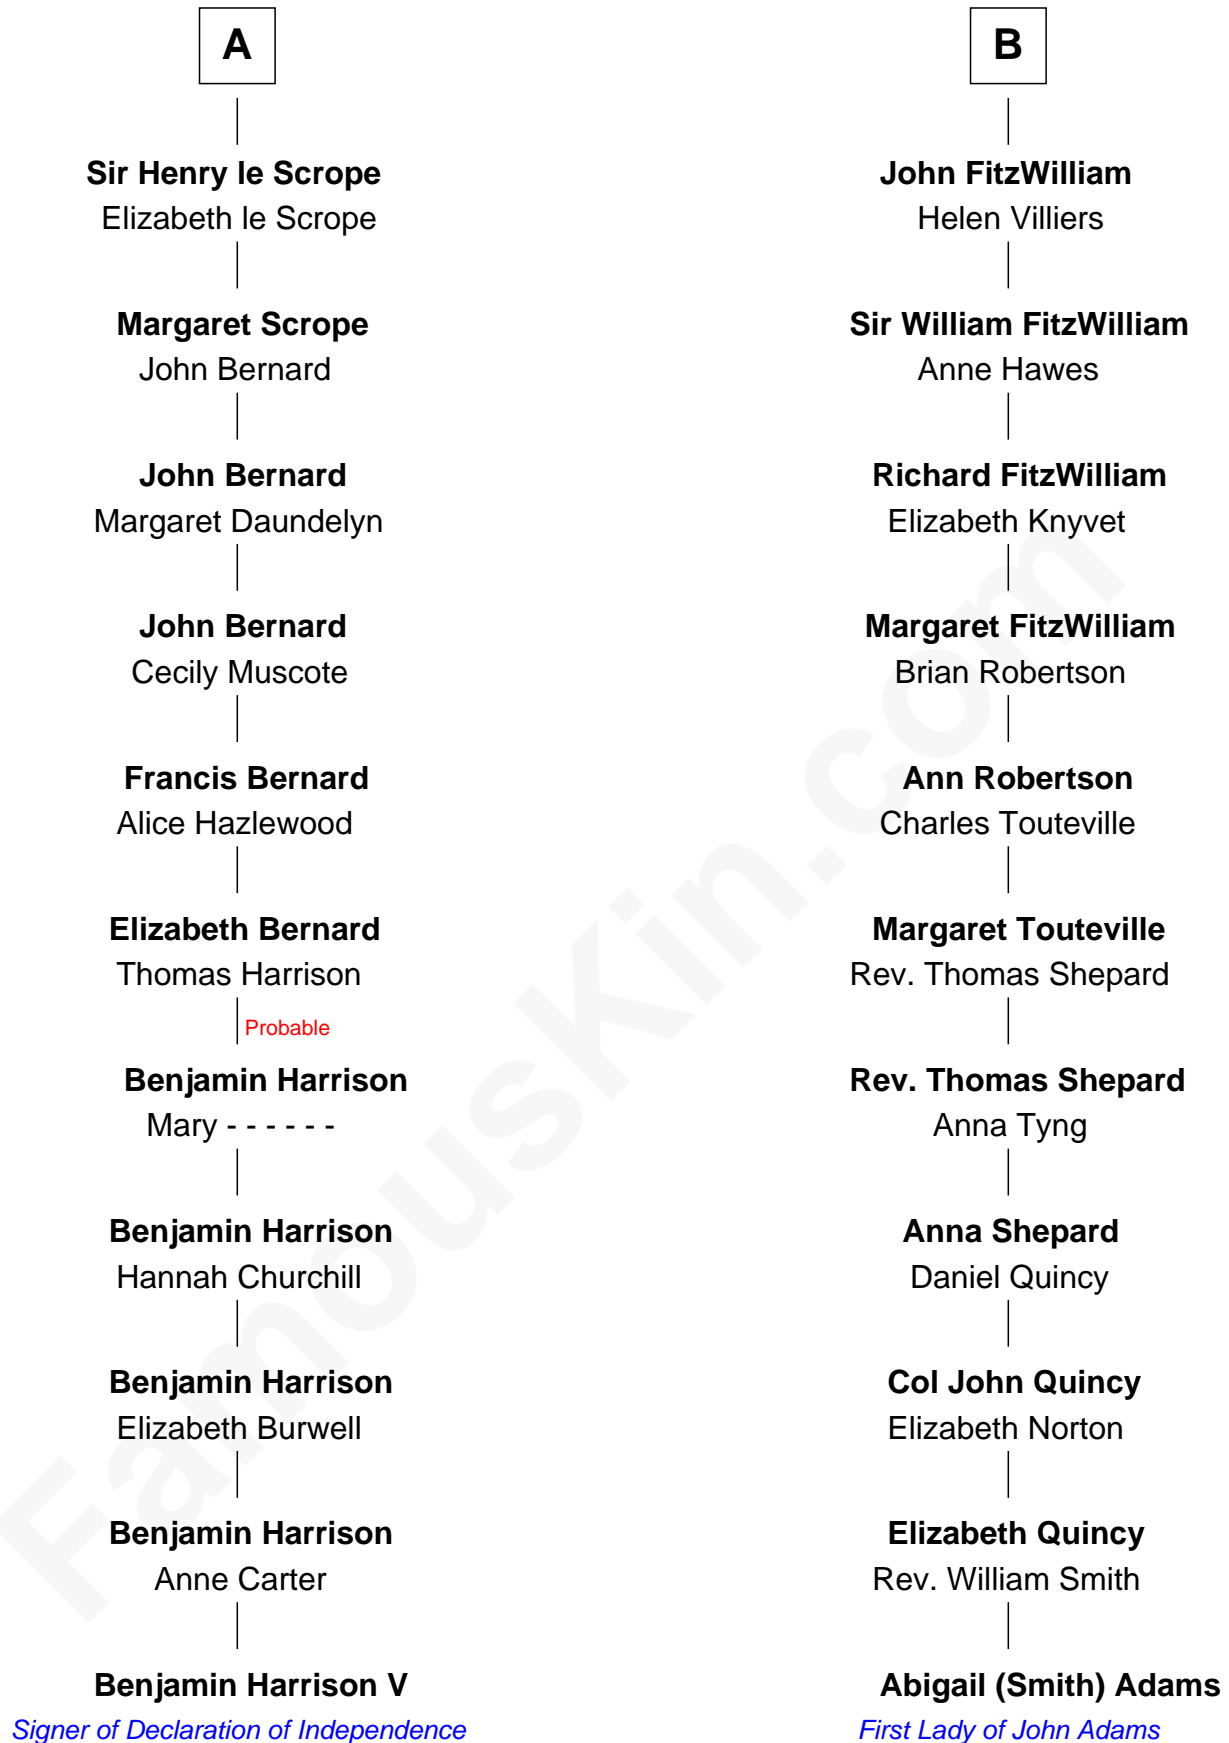 A
Sir Henry le Scrope
Elizabeth le Scrope
Margaret Scrope
John Bernard
John Bernard
Margaret Daundelyn
John Bernard
Cecily Muscote
Francis Bernard
Alice Hazlewood
Elizabeth Bernard
Thomas Harrison
Probable
Benjamin Harrison
Mary - - - - - -
Benjamin Harrison
Hannah Churchill
Benjamin Harrison
Elizabeth Burwell
Benjamin Harrison
Anne Carter
Benjamin Harrison V
Signer of Declaration of Independence
B
John FitzWilliam
Helen Villiers
Sir William FitzWilliam
Anne Hawes
Richard FitzWilliam
Elizabeth Knyvet
Margaret FitzWilliam
Brian Robertson
Ann Robertson
Charles Touteville
Margaret Touteville
Rev. Thomas Shepard
Rev. Thomas Shepard
Anna Tyng
Anna Shepard
Daniel Quincy
Col John Quincy
Elizabeth Norton
Elizabeth Quincy
Rev. William Smith
Abigail (Smith) Adams
First Lady of John Adams
FamousKin.com